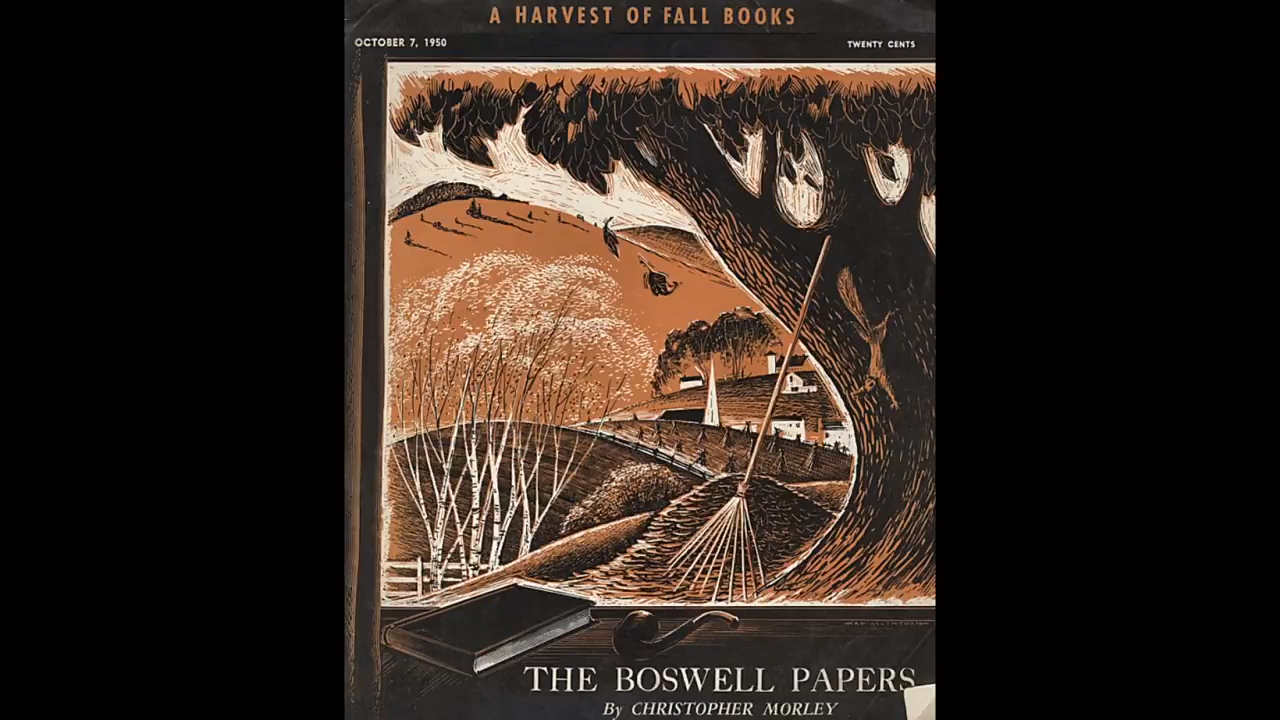 A HARVEST OF FALL BOOKS
OCTOBER 7, 1950
TWENTY CENTS
THE BOSWELL PAPERS
By CHRISTOPHER MORLEY